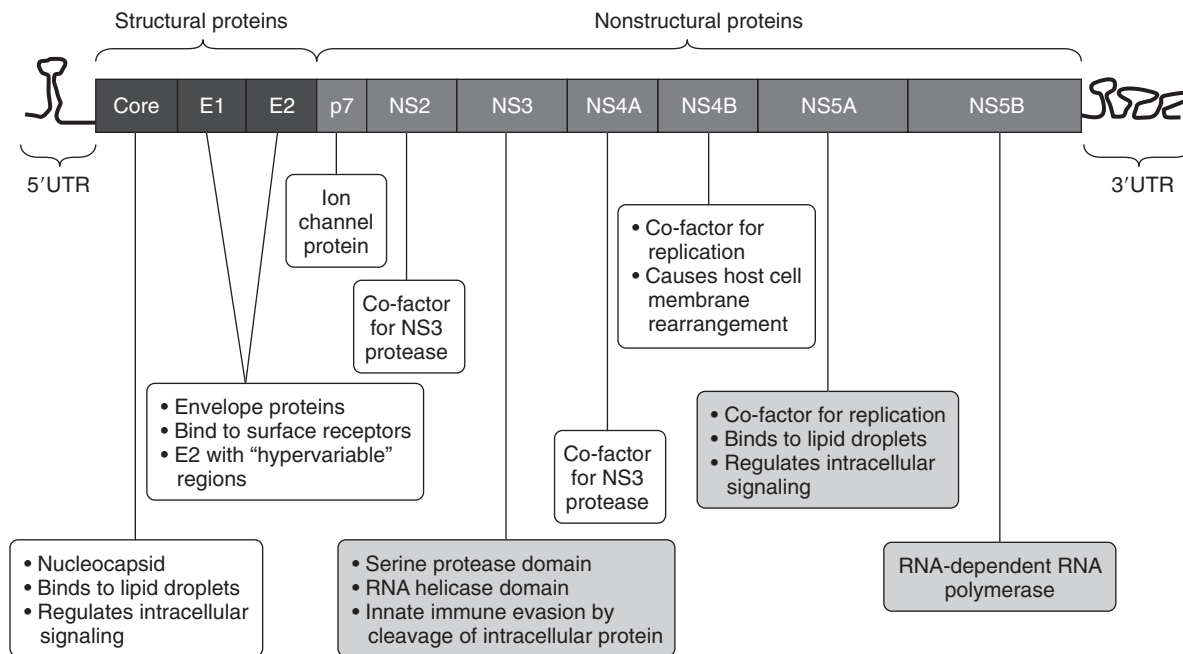 Structural proteins
Nonstructural proteins
Core
E1
E2
p7
NS2
NS3
NS4A
NS4B
NS5A
NS5B
5′UTR
3′UTR
Ion
channel
protein
• Co-factor for
replication
• Causes host cell
membrane
rearrangement
Co-factor
for NS3
protease
• Envelope proteins
• Bind to surface receptors
• E2 with “hypervariable”
regions
• Co-factor for replication
• Binds to lipid droplets
• Regulates intracellular
signaling
Co-factor
for NS3
protease
• Nucleocapsid
• Binds to lipid droplets
• Regulates intracellular
signaling
• Serine protease domain
• RNA helicase domain
• Innate immune evasion by
cleavage of intracellular protein
RNA-dependent RNA
polymerase